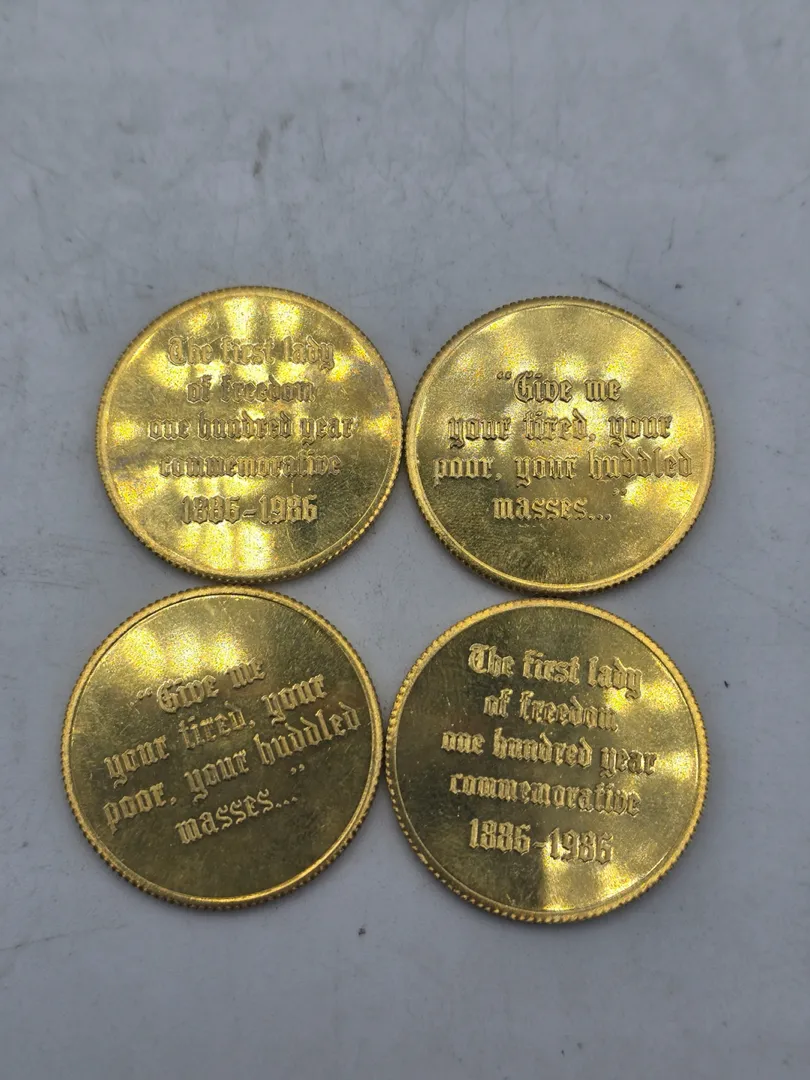 The first lady
of freedom
one hundred year
commemorative
1886-1986
"Give me
your tired, your
poor, your huddled
masses..."
"Give me
your tired, your
poor, your huddled
masses..."
The first lady
of freedom
one hundred year
commemorative
1886-1986